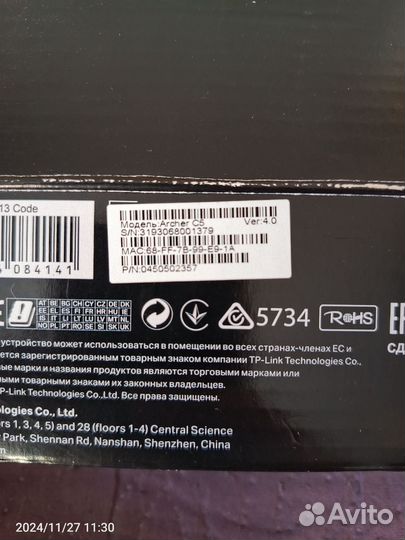 13 Code
084141
Модель Archer C5 Ver:4.0
S/N:3193068001379
MAC:68-FF-7B-99-E9-1A
P/N:0450502357
AT BE BG CH CY CZ DE DK
EE EL ES FI FR HR HU IE
IS IT LI LT LU LV MT NL
NO PL PT RO SE SI SK UK
5734
RoHS
устройство может использоваться в помещении во всех странах-членах ЕС и
ется зарегистрированным товарным знаком компании TP-Link Technologies Co.,
ые марки и названия продуктов являются торговыми марками или
ыми товарными знаками их законных владельцев.
-Link Technologies Co.,Ltd. Все права защищены.
ologies Co., Ltd.
ors 1, 3, 4, 5) and 28 (floors 1-4) Central Science
r Park, Shennan Rd, Nanshan, Shenzhen, China
2024/11/27 11:30
Avito